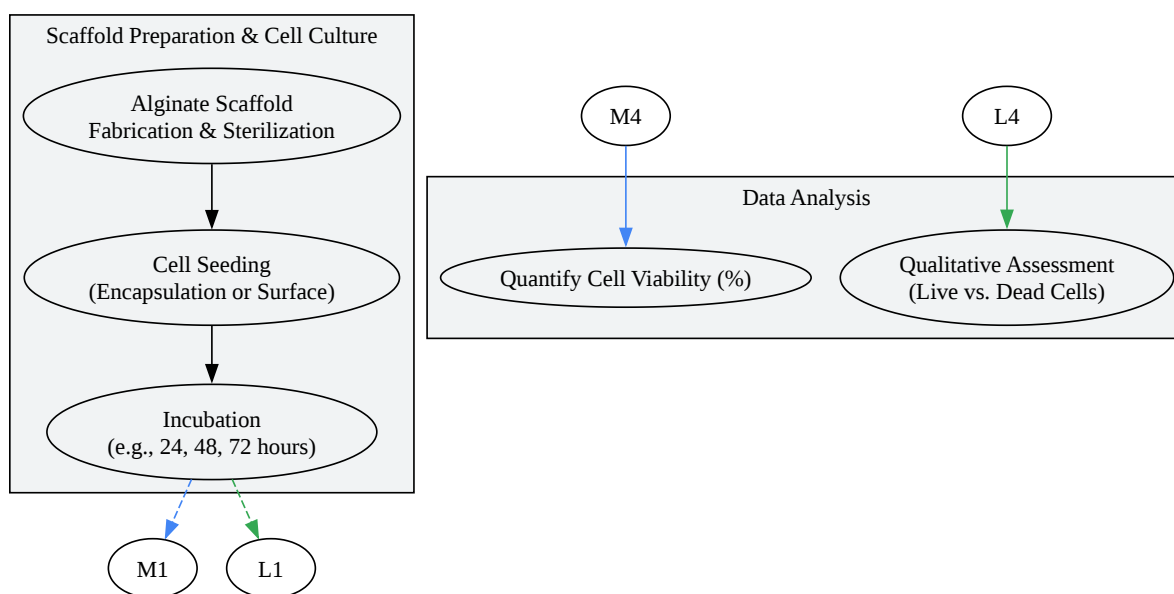 Scaffold Preparation & Cell Culture
Alginate Scaffold
Fabrication & Sterilization
Cell Seeding
(Encapsulation or Surface)
Incubation
(e.g., 24, 48, 72 hours)
M1
L1
M4
L4
Data Analysis
Quantify Cell Viability (%)
Qualitative Assessment
(Live vs. Dead Cells)